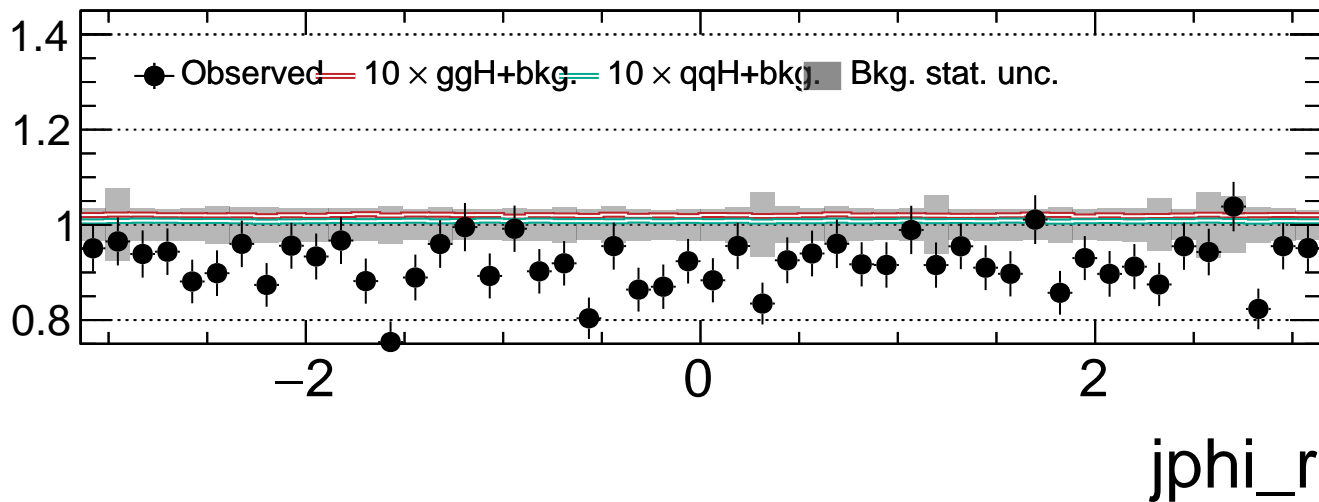 1.4
Observed 10 × ggH+bkg. 10 × qqH+bkg. Bkg. stat. unc.
1.2
1
0.8
−2 0 2
jphi_r